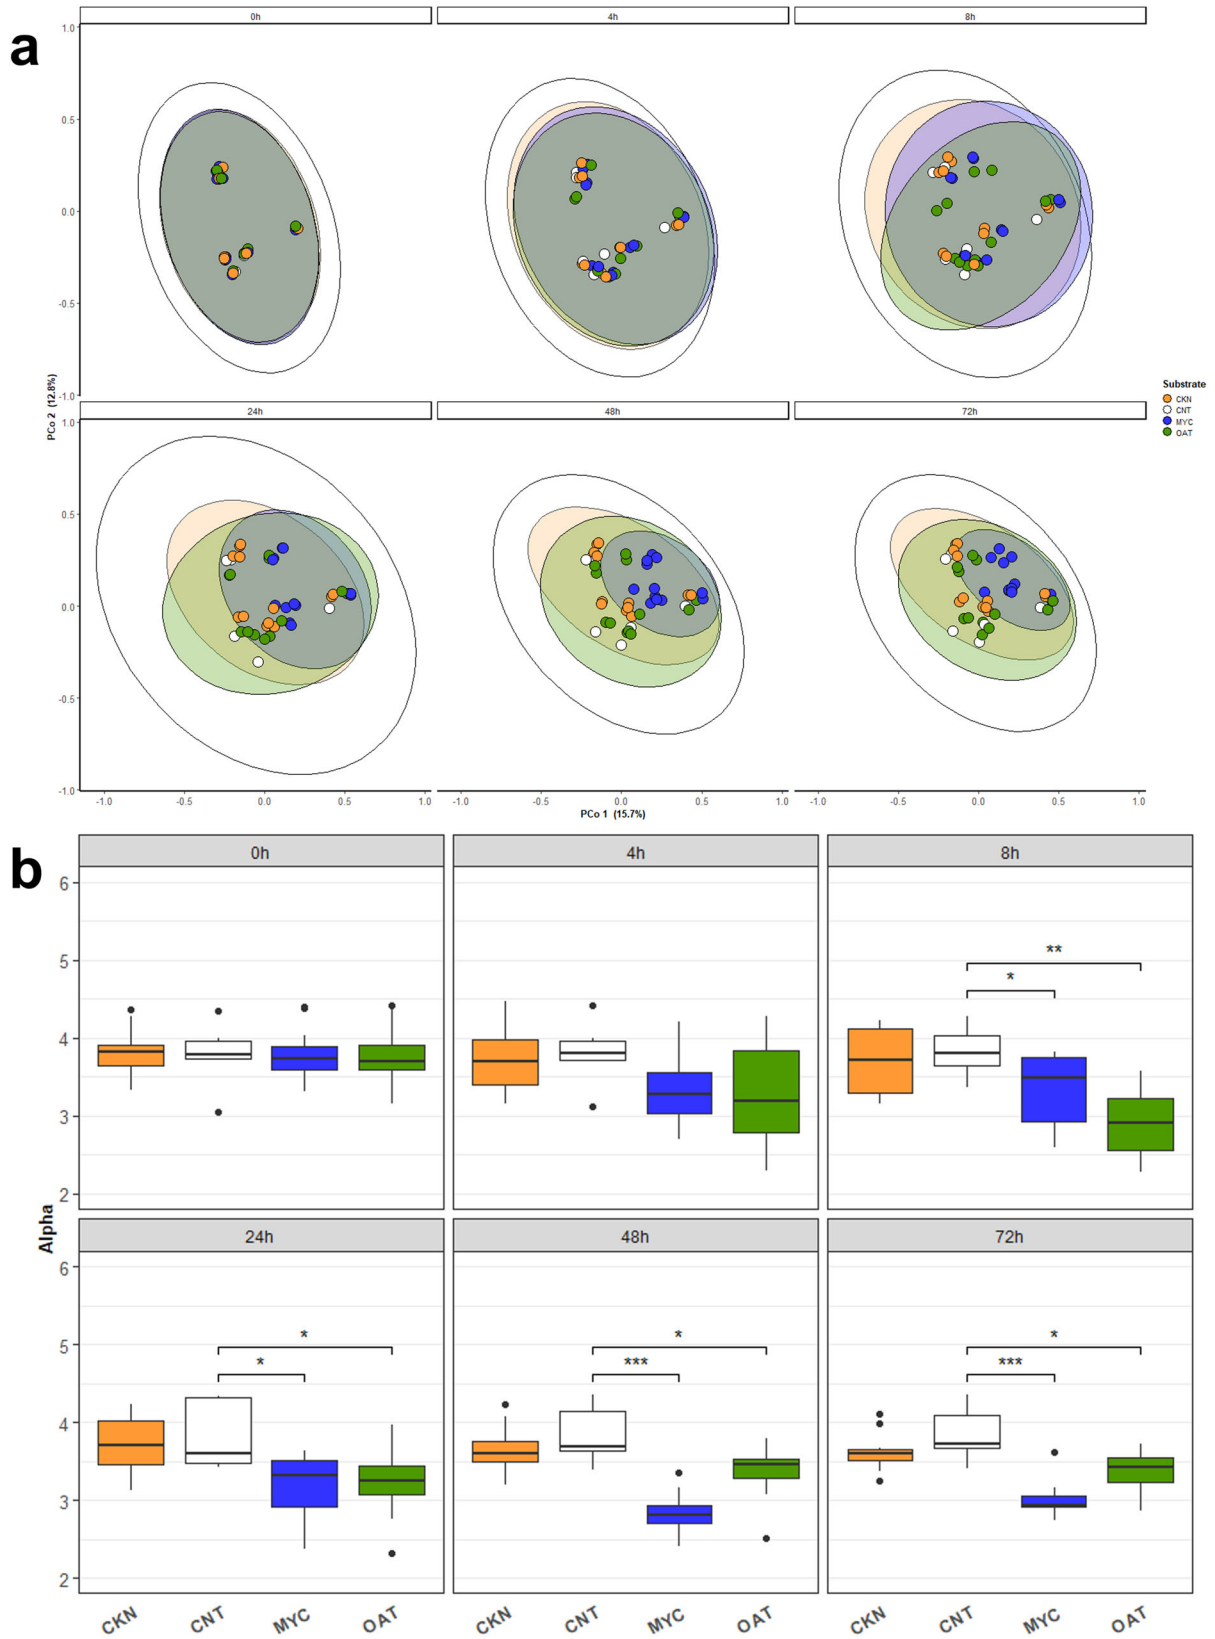 a
0h 4h 8h
1.0
0.5
0.0
-0.5
-1.0
PCo 2 (12.8%)
24h 48h 72h
1.0
0.5
0.0
-0.5
-1.0
-1.0 -0.5 0.0 0.5 1.0 -1.0 -0.5 0.0 0.5 1.0 -1.0 -0.5 0.0 0.5 1.0
PCo 1 (15.7%)
Substrate
CKN
CNT
MYC
OAT
b
0h 4h 8h
6
5
4
3
2
** 
*
Alpha
24h 48h 72h
6
5
4
3
2
* * *
* *** ***
CKN CNT MYC OAT CKN CNT MYC OAT CKN CNT MYC OAT